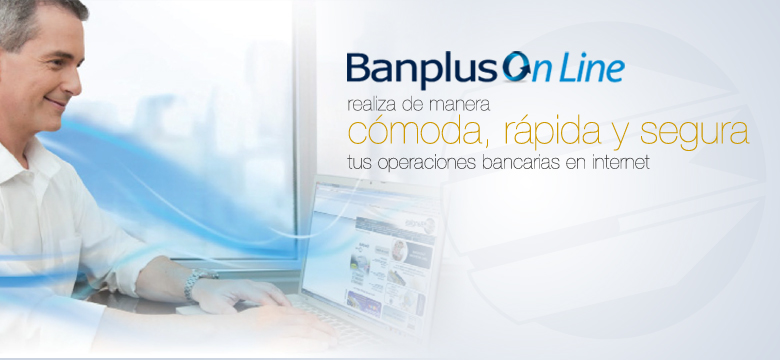 Banplus On Line
realiza de manera
cómoda, rápida y segura
tus operaciones bancarias en internet